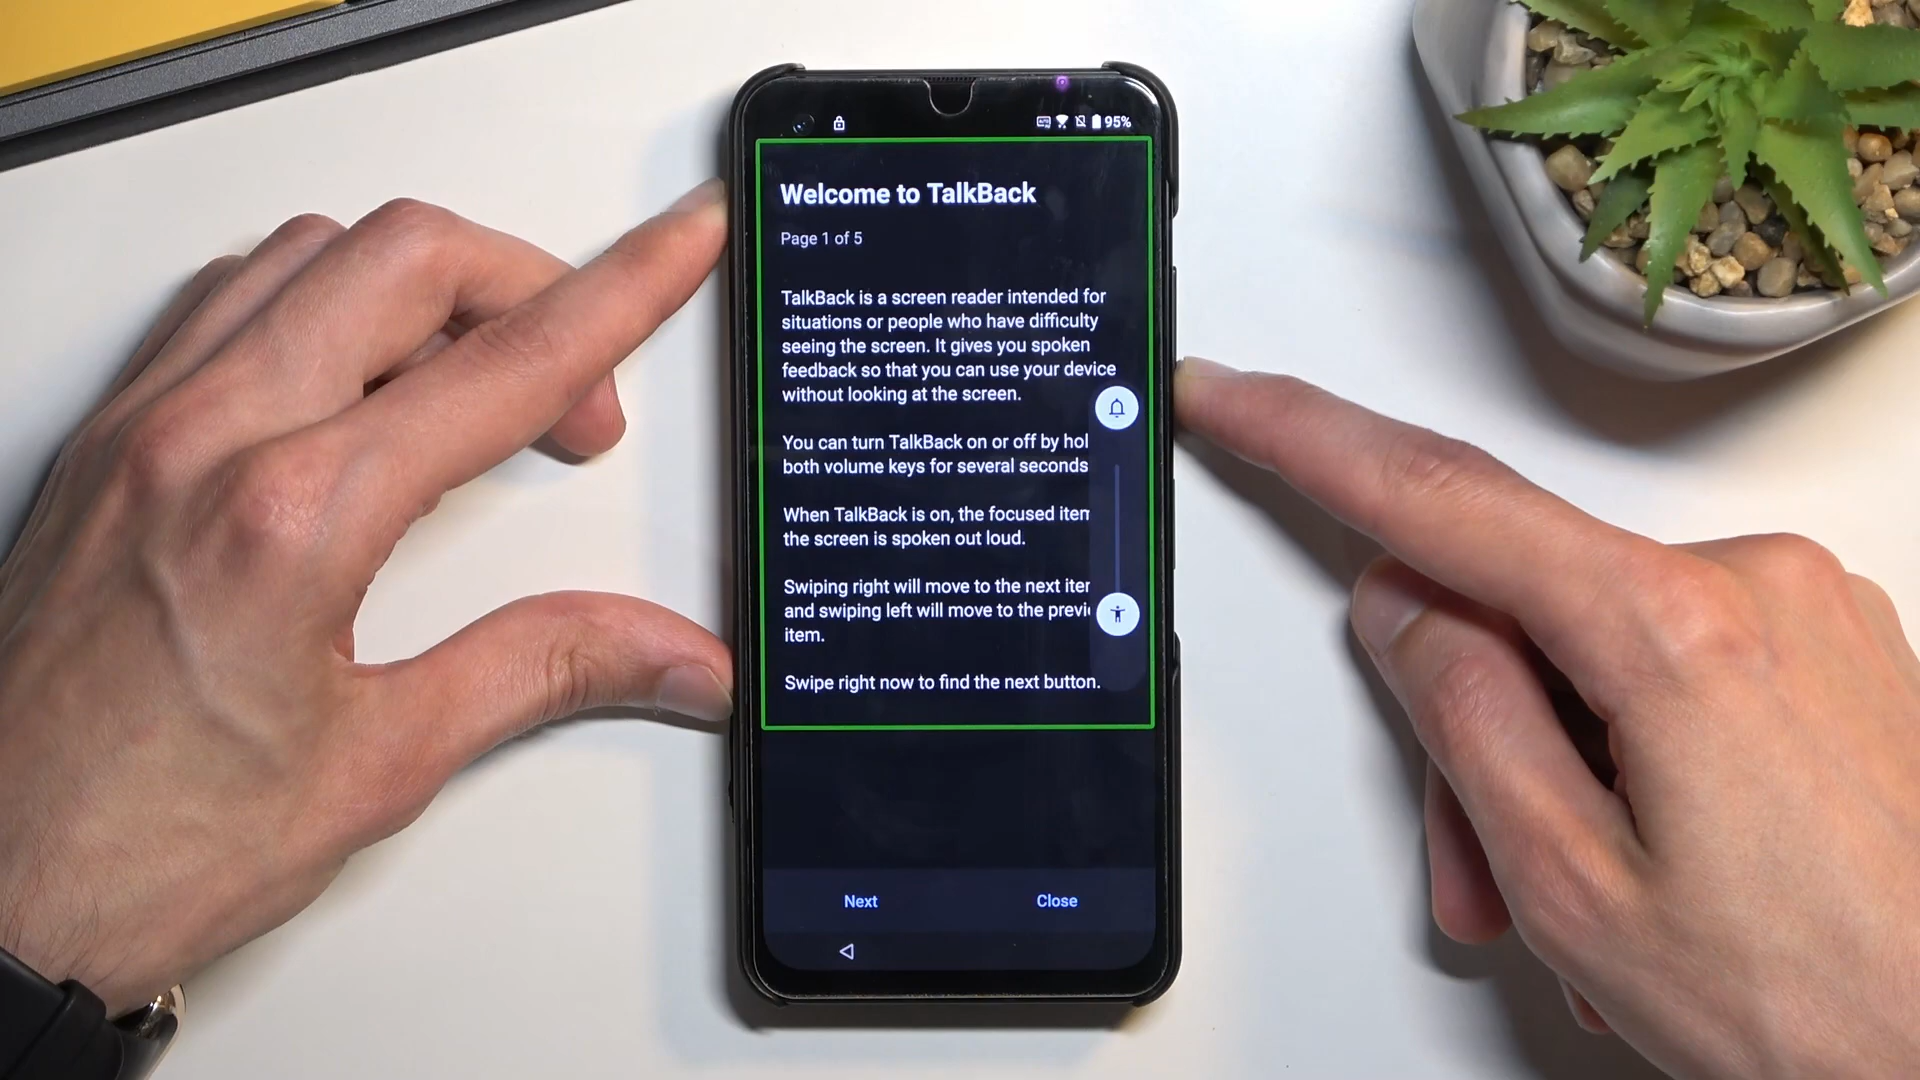 95%
Welcome to TalkBack
Page 1 of 5
TalkBack is a screen reader intended for
situations or people who have difficulty
seeing the screen. It gives you spoken
feedback so that you can use your device
without looking at the screen.
You can turn TalkBack on or off by hol
both volume keys for several seconds
When TalkBack is on, the focused item
the screen is spoken out loud.
Swiping right will move to the next iter
and swiping left will move to the previ
item.
Swipe right now to find the next button.
Next Close